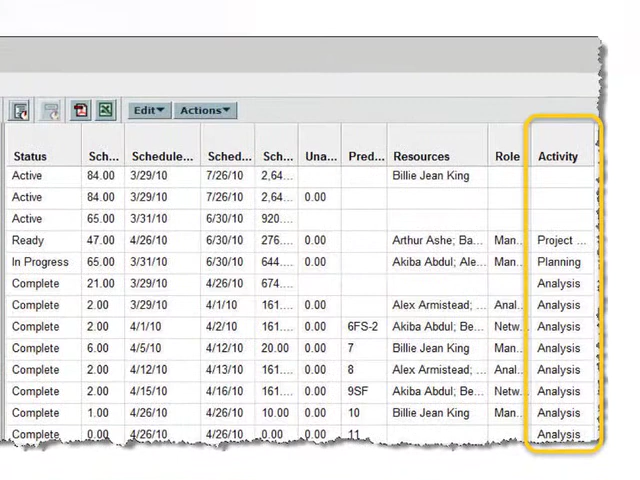 Edit▾ Actions▾
Status Sch... Schedule... Sched... Sch... Una... Pred... Resources Role Activity
Active 84.00 3/29/10 7/26/10 2,64... Billie Jean King
Active 84.00 3/29/10 7/26/10 2,64... 0.00
Active 65.00 3/31/10 6/30/10 920....
Ready 47.00 4/26/10 6/30/10 276.... 0.00 Arthur Ashe; Ba... Man... Project ...
In Progress 65.00 3/31/10 6/30/10 644.... 0.00 Akiba Abdul; Ale... Man... Planning
Complete 21.00 3/29/10 4/26/10 674.... Analysis
Complete 2.00 3/29/10 4/1/10 161.... 0.00 Alex Armistead; ... Anal... Analysis
Complete 2.00 4/1/10 4/2/10 161.... 0.00 6FS-2 Akiba Abdul; Be... Netw... Analysis
Complete 6.00 4/5/10 4/12/10 20.00 0.00 7 Billie Jean King Man... Analysis
Complete 2.00 4/12/10 4/13/10 161.... 0.00 8 Alex Armistead; ... Anal... Analysis
Complete 2.00 4/15/10 4/16/10 161.... 0.00 9SF Akiba Abdul; Be... Netw... Analysis
Complete 1.00 4/26/10 4/26/10 10.00 0.00 10 Billie Jean King Man... Analysis
Complete 0.00 4/26/10 4/26/10 0.00 0.00 11 Analysis